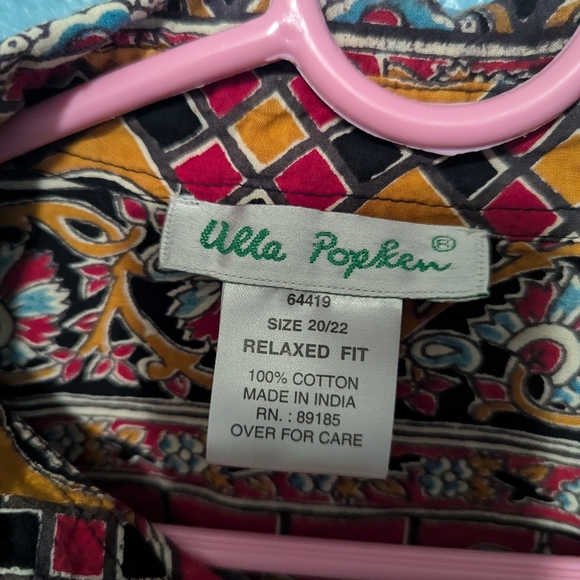 Ulla Popken ®
64419
SIZE 20/22
RELAXED FIT
100% COTTON
MADE IN INDIA
RN. : 89185
OVER FOR CARE